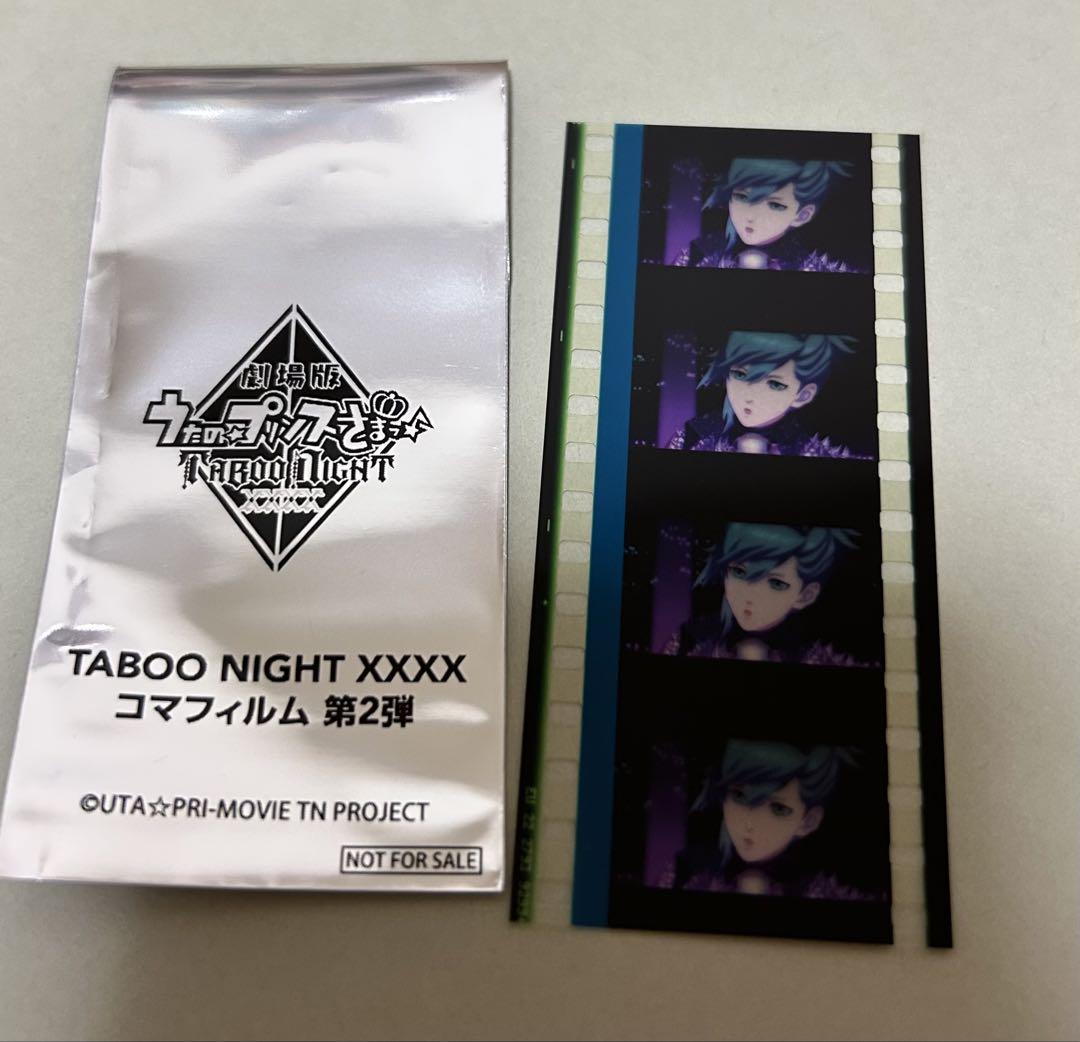 劇場版
うたの☆プリンスさまっ♪
TABOO NIGHT
XXXX
TABOO NIGHT XXXX
コマフィルム 第2弾
©UTA☆PRI-MOVIE TN PROJECT
NOT FOR SALE